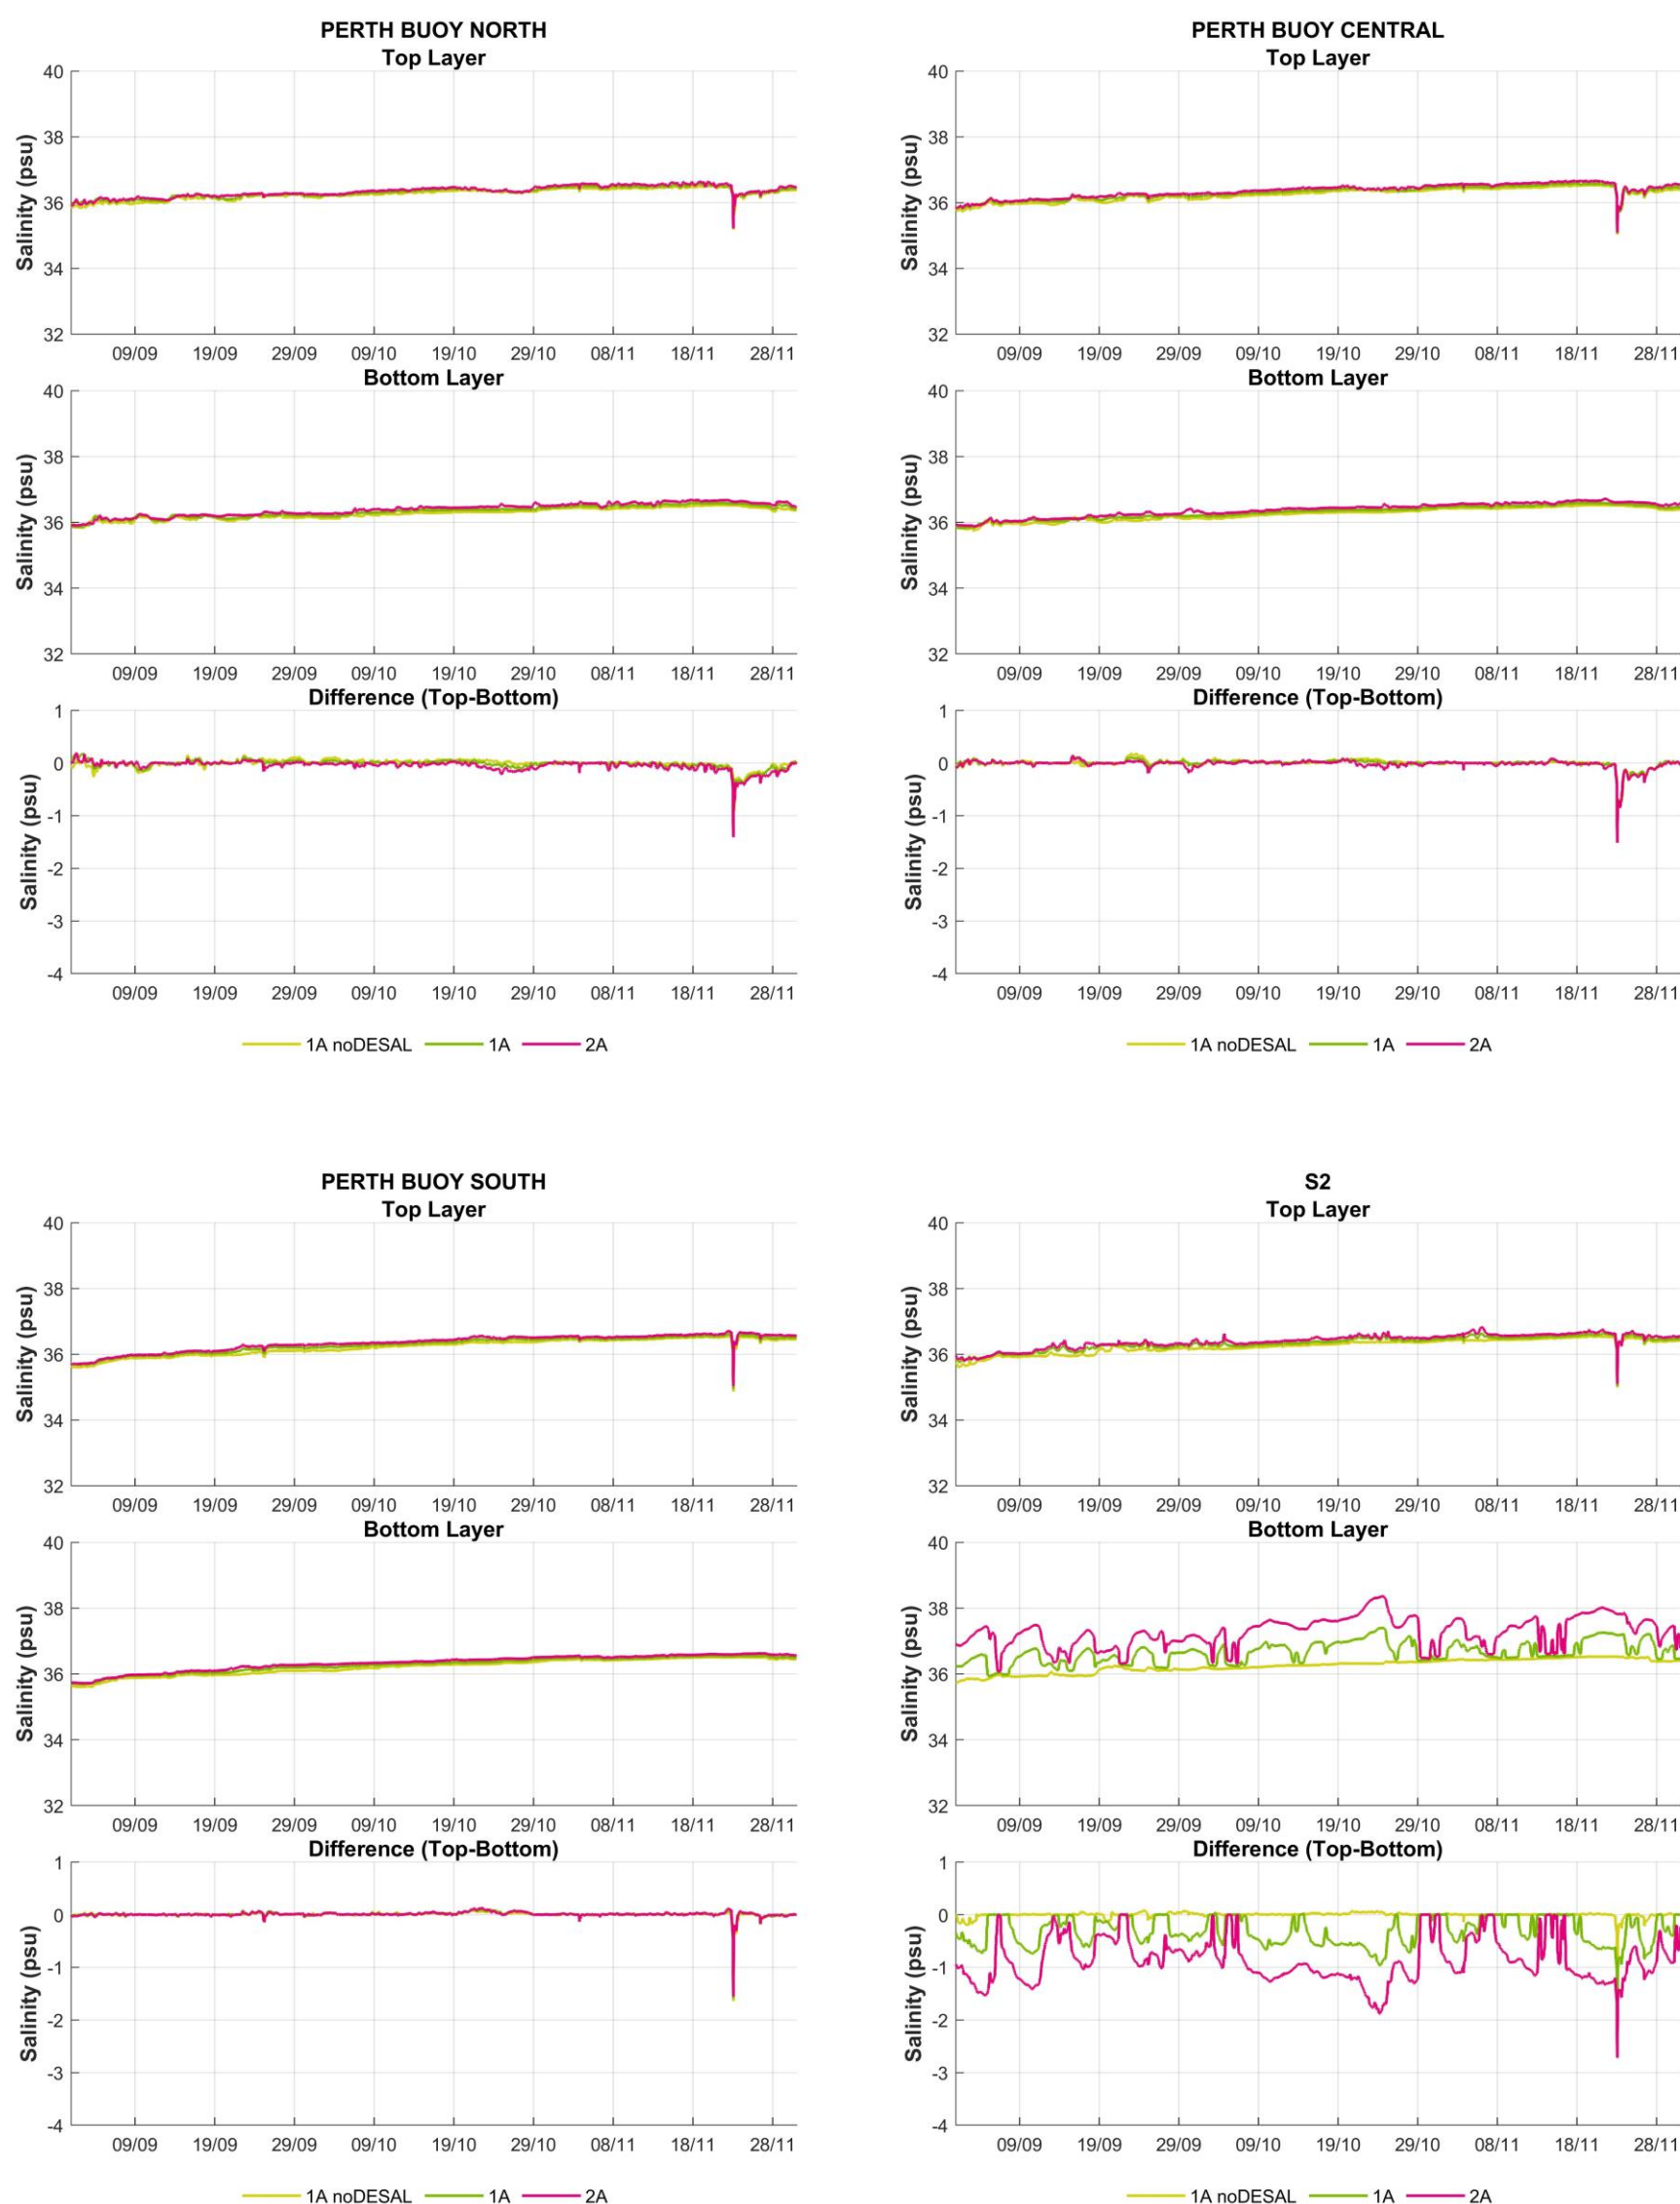 PERTH BUOY NORTH
Top Layer
Salinity (psu)
40
38
36
34
32
09/09 19/09 29/09 09/10 19/10 29/10 08/11 18/11 28/11
Bottom Layer
Salinity (psu)
40
38
36
34
32
09/09 19/09 29/09 09/10 19/10 29/10 08/11 18/11 28/11
Difference (Top-Bottom)
Salinity (psu)
1
0
-1
-2
-3
-4
09/09 19/09 29/09 09/10 19/10 29/10 08/11 18/11 28/11
1A noDESAL 1A 2A
PERTH BUOY CENTRAL
Top Layer
Salinity (psu)
40
38
36
34
32
09/09 19/09 29/09 09/10 19/10 29/10 08/11 18/11 28/11
Bottom Layer
Salinity (psu)
40
38
36
34
32
09/09 19/09 29/09 09/10 19/10 29/10 08/11 18/11 28/11
Difference (Top-Bottom)
Salinity (psu)
1
0
-1
-2
-3
-4
09/09 19/09 29/09 09/10 19/10 29/10 08/11 18/11 28/11
1A noDESAL 1A 2A
PERTH BUOY SOUTH
Top Layer
Salinity (psu)
40
38
36
34
32
09/09 19/09 29/09 09/10 19/10 29/10 08/11 18/11 28/11
Bottom Layer
Salinity (psu)
40
38
36
34
32
09/09 19/09 29/09 09/10 19/10 29/10 08/11 18/11 28/11
Difference (Top-Bottom)
Salinity (psu)
1
0
-1
-2
-3
-4
09/09 19/09 29/09 09/10 19/10 29/10 08/11 18/11 28/11
1A noDESAL 1A 2A
S2
Top Layer
Salinity (psu)
40
38
36
34
32
09/09 19/09 29/09 09/10 19/10 29/10 08/11 18/11 28/11
Bottom Layer
Salinity (psu)
40
38
36
34
32
09/09 19/09 29/09 09/10 19/10 29/10 08/11 18/11 28/11
Difference (Top-Bottom)
Salinity (psu)
1
0
-1
-2
-3
-4
09/09 19/09 29/09 09/10 19/10 29/10 08/11 18/11 28/11
1A noDESAL 1A 2A